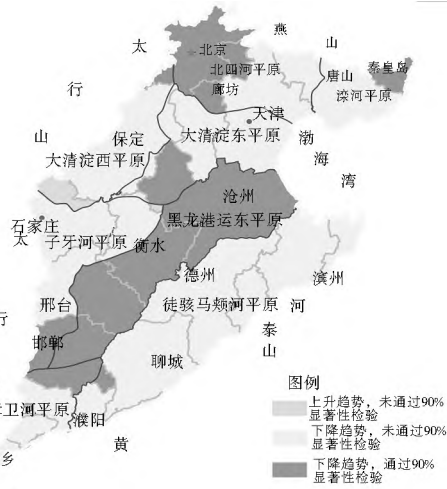 太
燕
山
北京
秦皇岛
北四河平原
唐山
行
廊坊
滦河平原
天津
保定
大清淀东平原
渤
山
大清淀西平原
海
湾
沧州
石家庄
黑龙港运东平原
太
子牙河平原
衡水
德州
滨州
邢台
徒骇马颊河平原
河
行
泰
邯郸
山
聊城
图例
上升趋势，未通过90%
显著性检验
卫河平原
下降趋势，未通过90%
显著性检验
濮阳
黄
乡
下降趋势，通过90%
显著性检验